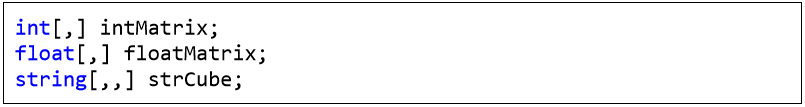 int[,] intMatrix;
float[,] floatMatrix;
string[,,] strCube;